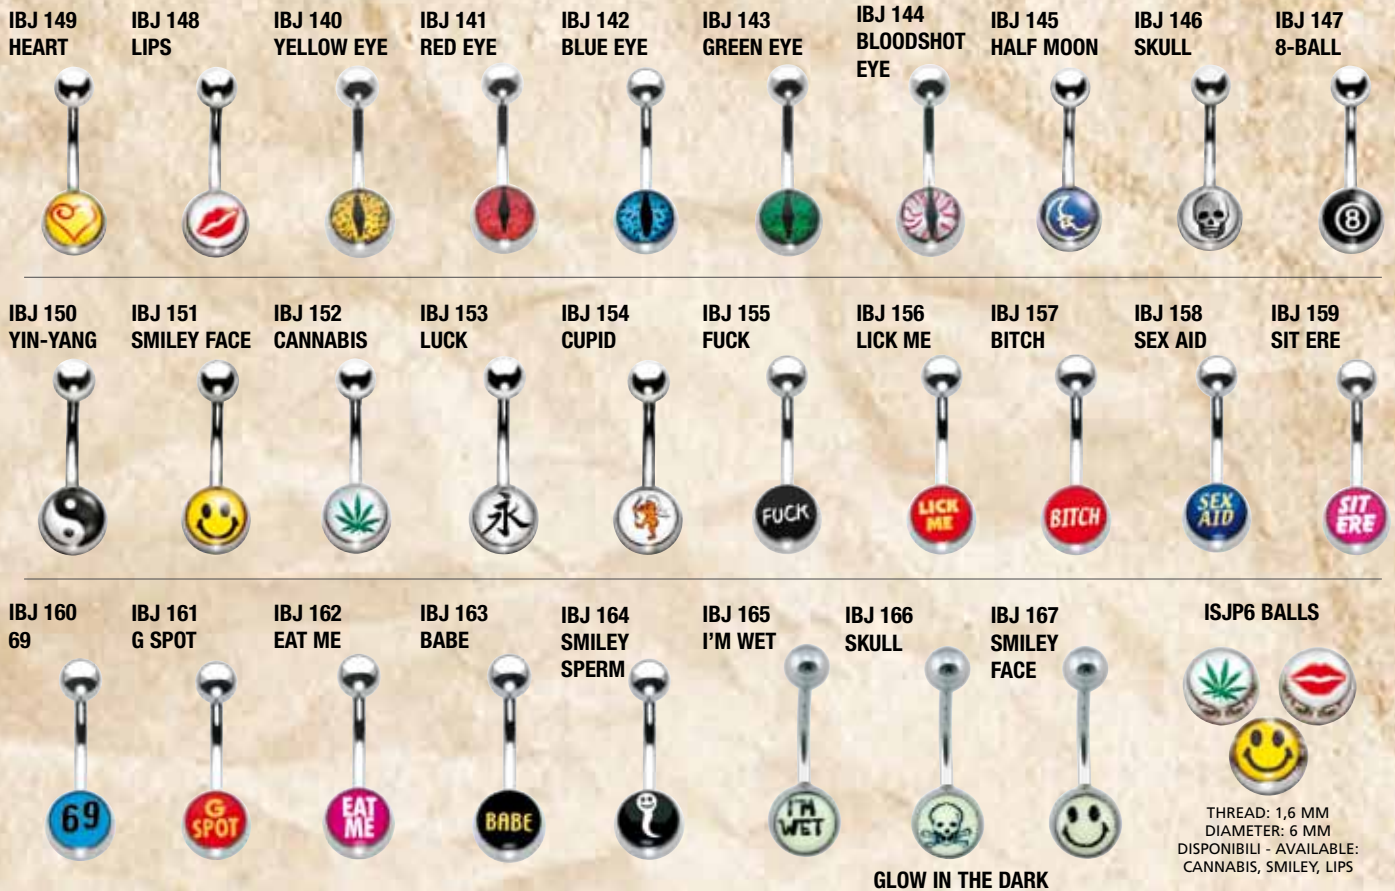 IBJ 149
HEART
IBJ 148
LIPS
IBJ 140
YELLOW EYE
IBJ 141
RED EYE
IBJ 142
BLUE EYE
IBJ 143
GREEN EYE
IBJ 144
BLOODSHOT
EYE
IBJ 145
HALF MOON
IBJ 146
SKULL
IBJ 147
8-BALL
8
IBJ 150
YIN-YANG
IBJ 151
SMILEY FACE
IBJ 152
CANNABIS
IBJ 153
LUCK
永
IBJ 154
CUPID
IBJ 155
FUCK
FUCK
IBJ 156
LICK ME
LICK
ME
IBJ 157
BITCH
BITCH
IBJ 158
SEX AID
SEX
AID
IBJ 159
SIT ERE
SIT
ERE
IBJ 160
69
69
IBJ 161
G SPOT
G
SPOT
IBJ 162
EAT ME
EAT
ME
IBJ 163
BABE
BABE
IBJ 164
SMILEY
SPERM
IBJ 165
I'M WET
I'M
WET
IBJ 166
SKULL
IBJ 167
SMILEY
FACE
GLOW IN THE DARK
ISJP6 BALLS
THREAD: 1,6 MM
DIAMETER: 6 MM
DISPONIBILI - AVAILABLE:
CANNABIS, SMILEY, LIPS